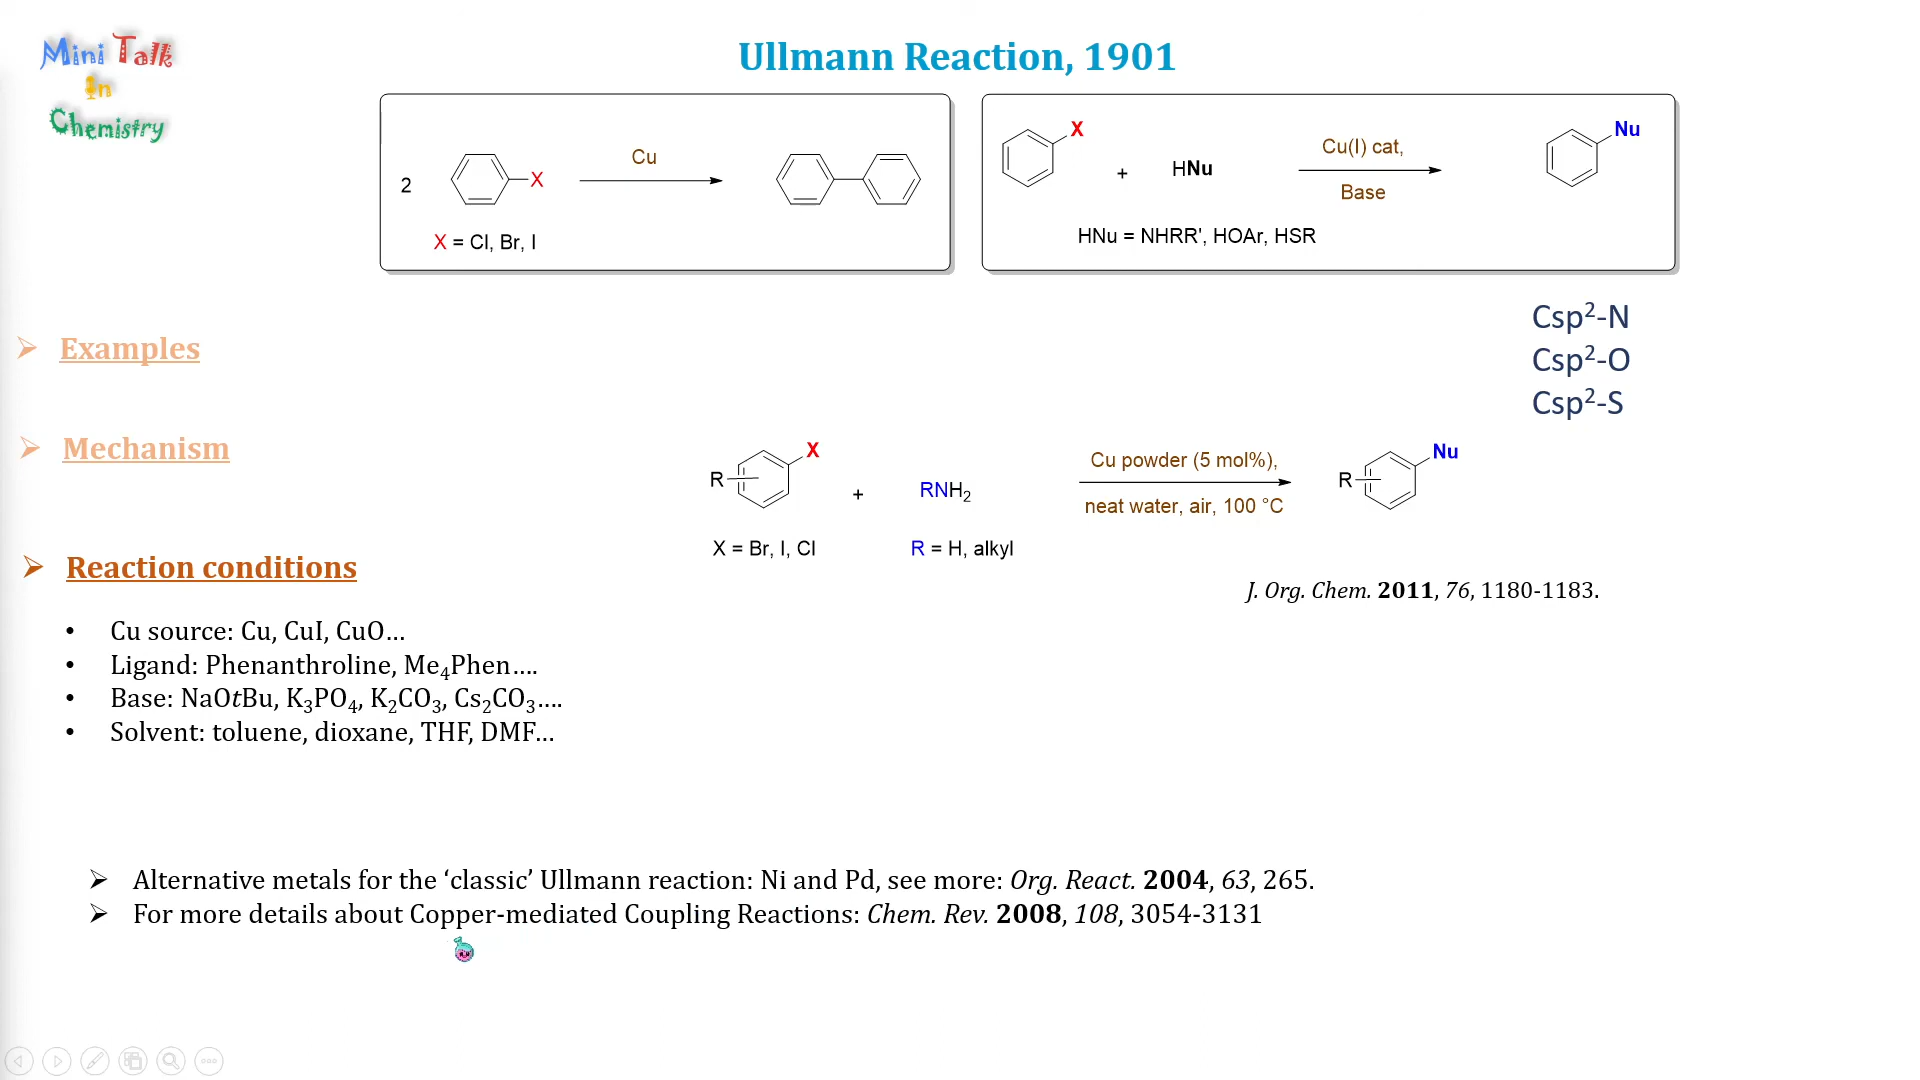 Mini Talk
In
Chemistry
Ullmann Reaction, 1901
2
X
Cu
X = Cl, Br, I
X
+
HNu
Cu(I) cat,
Base
Nu
HNu = NHRR', HOAr, HSR
Csp²-N
Csp²-O
Csp²-S
➢ Examples
➢ Mechanism
R
X
+
RNH₂
Cu powder (5 mol%),
neat water, air, 100 °C
R
Nu
X = Br, I, Cl
R = H, alkyl
J. Org. Chem. 2011, 76, 1180-1183.
➢ Reaction conditions
• Cu source: Cu, CuI, CuO…
• Ligand: Phenanthroline, Me₄Phen….
• Base: NaOtBu, K₃PO₄, K₂CO₃, Cs₂CO₃….
• Solvent: toluene, dioxane, THF, DMF…
➢ Alternative metals for the ‘classic’ Ullmann reaction: Ni and Pd, see more: Org. React. 2004, 63, 265.
➢ For more details about Copper-mediated Coupling Reactions: Chem. Rev. 2008, 108, 3054-3131